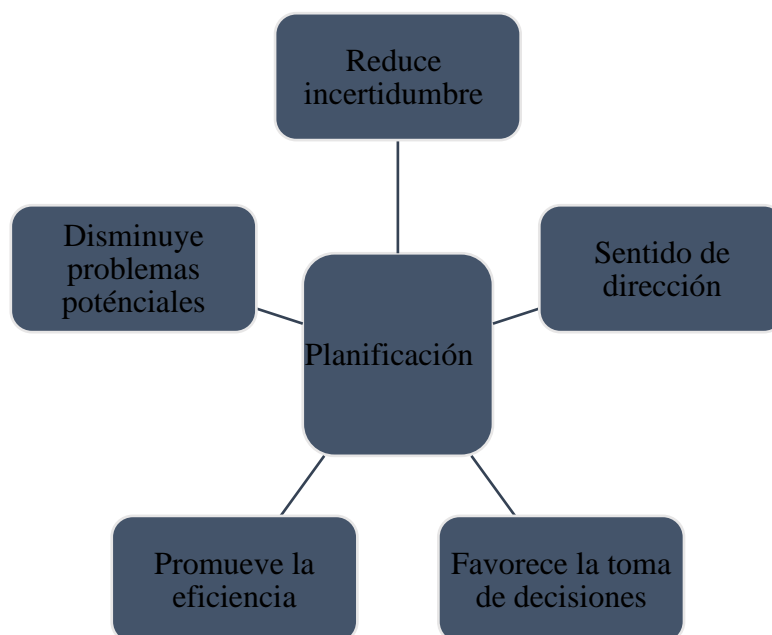 Reduce
incertidumbre
Disminuye
problemas
poténciales
Sentido de
dirección
Planificación
Promueve la
eficiencia
Favorece la toma
de decisiones